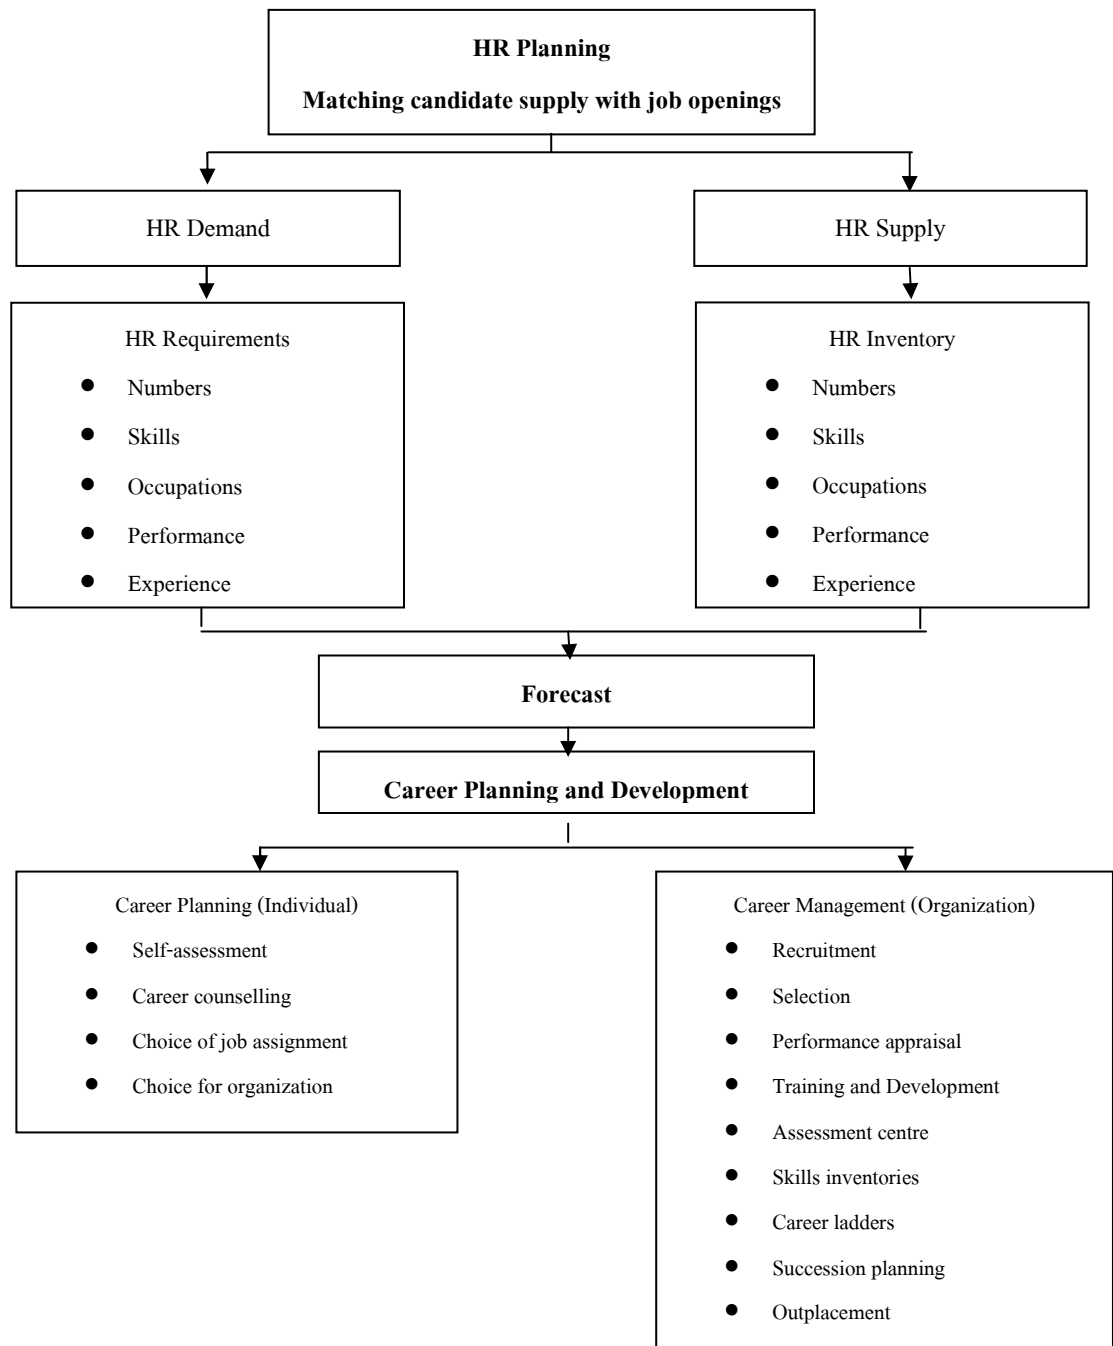 HR Planning
Matching candidate supply with job openings
HR Demand
HR Supply
HR Requirements
● Numbers
● Skills
● Occupations
● Performance
● Experience
HR Inventory
● Numbers
● Skills
● Occupations
● Performance
● Experience
Forecast
Career Planning and Development
Career Planning (Individual)
● Self-assessment
● Career counselling
● Choice of job assignment
● Choice for organization
Career Management (Organization)
● Recruitment
● Selection
● Performance appraisal
● Training and Development
● Assessment centre
● Skills inventories
● Career ladders
● Succession planning
● Outplacement